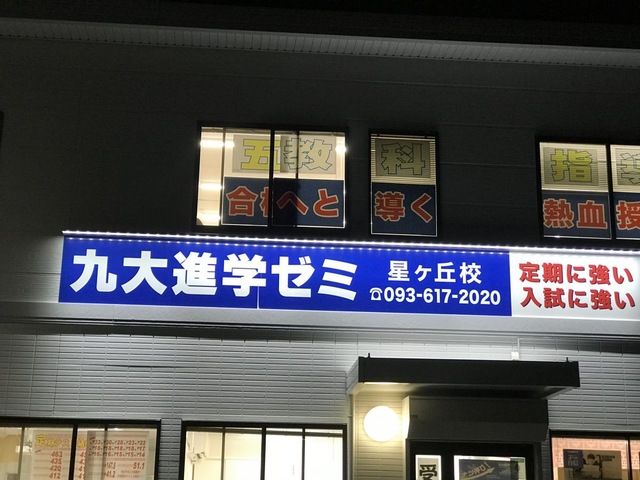 五教科指
合格へと導く
熱血授
九大進学ゼミ
星ヶ丘校
☎093-617-2020
定期に強い
入試に強い